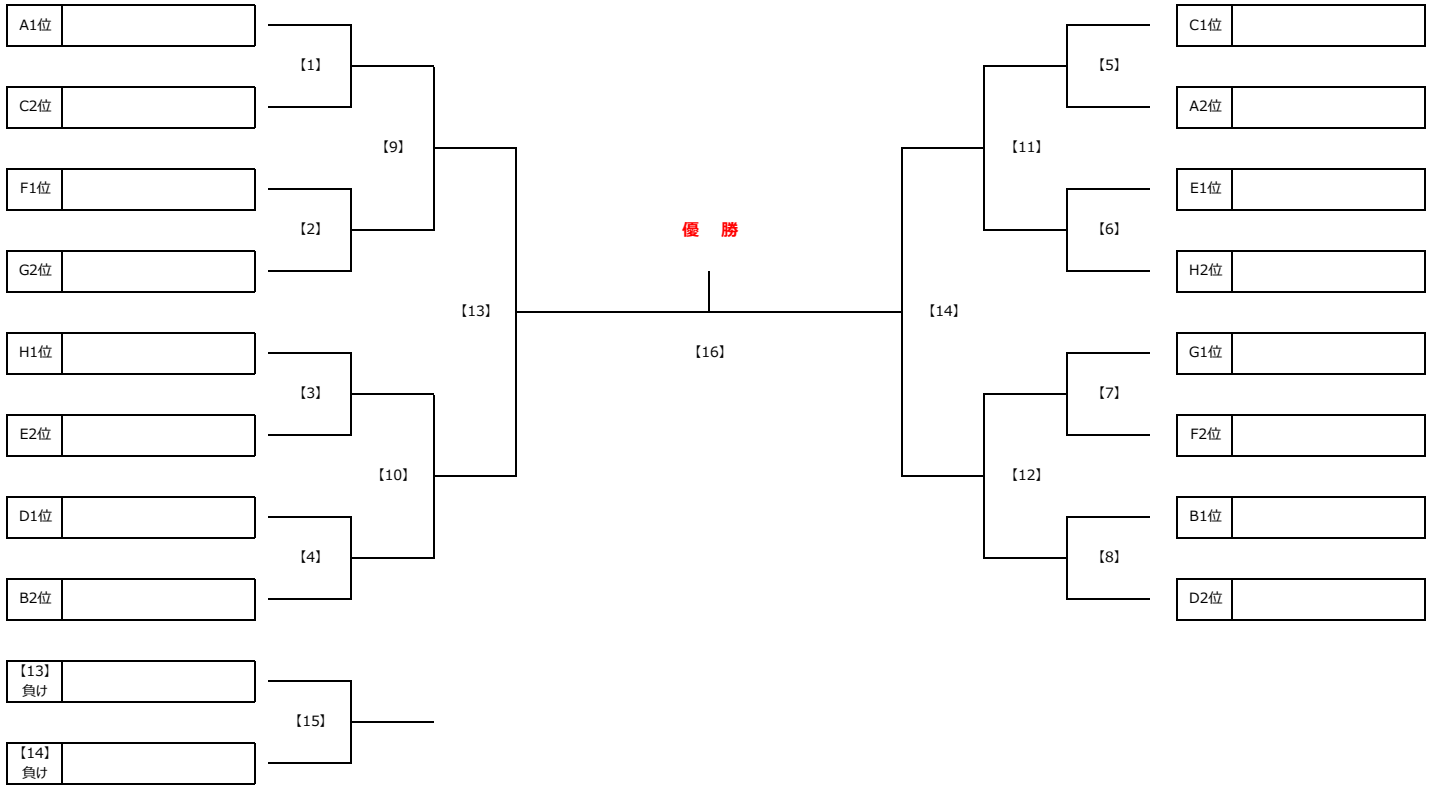 A1位
C1位
【1】
【5】
C2位
A2位
【9】
【11】
F1位
E1位
【2】
優　勝
【6】
G2位
H2位
【13】
【14】
H1位
【16】
G1位
【3】
【7】
E2位
F2位
【10】
【12】
D1位
B1位
【4】
【8】
B2位
D2位
【13】
負け
【15】
【14】
負け